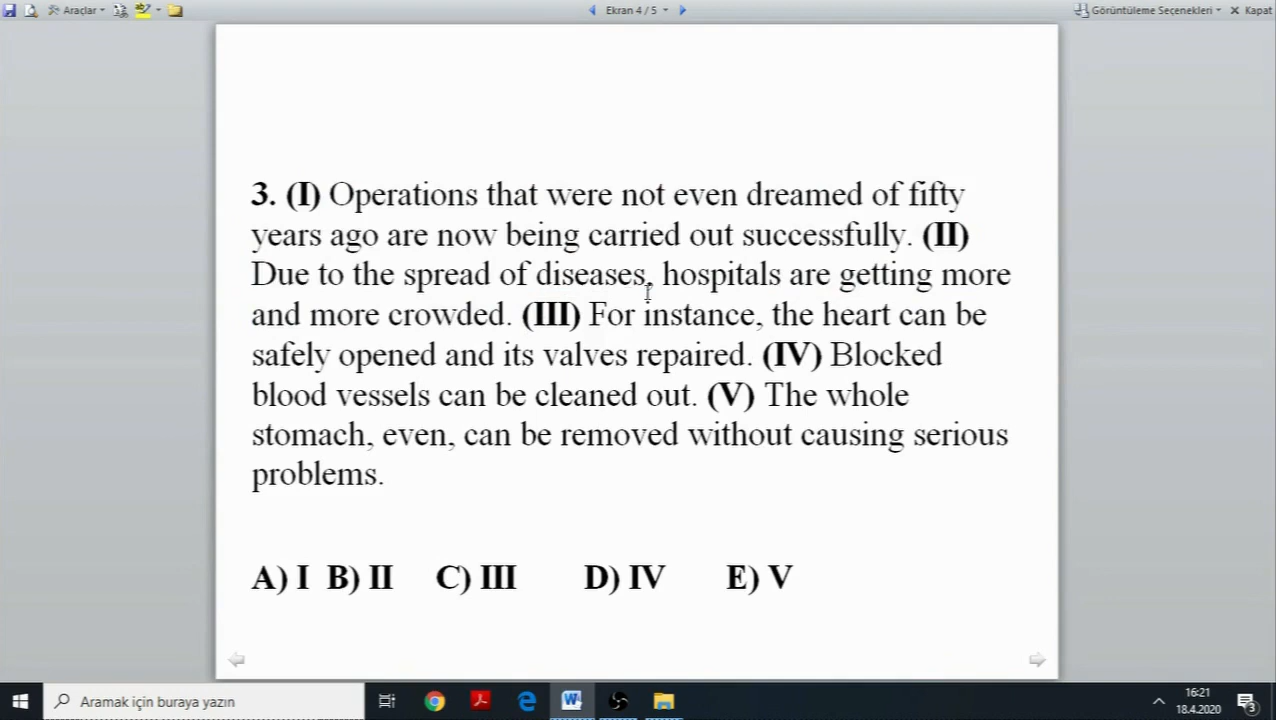 Araçlar
Ekran 4 / 5
Görüntüleme Seçenekleri
Kapat
3. (I) Operations that were not even dreamed of fifty
years ago are now being carried out successfully. (II)
Due to the spread of diseases, hospitals are getting more
and more crowded. (III) For instance, the heart can be
safely opened and its valves repaired. (IV) Blocked
blood vessels can be cleaned out. (V) The whole
stomach, even, can be removed without causing serious
problems.
A) I B) II C) III D) IV E) V
Aramak için buraya yazın
16:21
18.4.2020
3